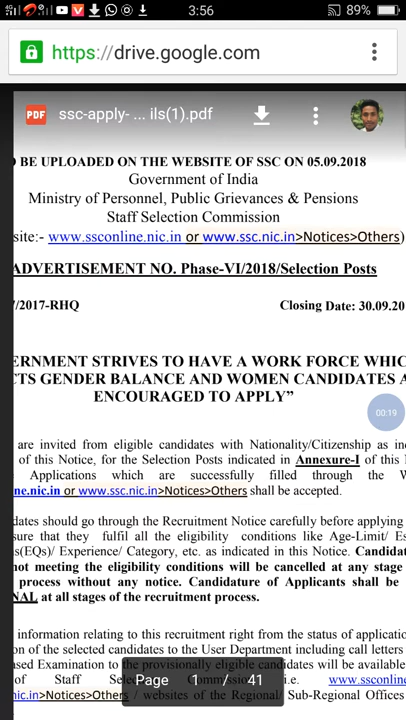 4G
3:56
89%
https://drive.google.com
PDF
ssc-apply- ... ils(1).pdf
BE UPLOADED ON THE WEBSITE OF SSC ON 05.09.2018
Government of India
Ministry of Personnel, Public Grievances & Pensions
Staff Selection Commission
site:- www.ssconline.nic.in or www.ssc.nic.in>Notices>Others)
ADVERTISEMENT NO. Phase-VI/2018/Selection Posts
/2017-RHQ
Closing Date: 30.09.20
ERNMENT STRIVES TO HAVE A WORK FORCE WHIC
CTS GENDER BALANCE AND WOMEN CANDIDATES A
ENCOURAGED TO APPLY”
00:19
are invited from eligible candidates with Nationality/Citizenship as in
of this Notice, for the Selection Posts indicated in Annexure-I of this
Applications which are successfully filled through the W
ne.nic.in or www.ssc.nic.in>Notices>Others shall be accepted.
dates should go through the Recruitment Notice carefully before applying
sure that they fulfil all the eligibility conditions like Age-Limit/ Es
ns(EQs)/ Experience/ Category, etc. as indicated in this Notice. Candidat
not meeting the eligibility conditions will be cancelled at any stage
process without any notice. Candidature of Applicants shall be
NAL at all stages of the recruitment process.
information relating to this recruitment right from the status of applicatio
on of the selected candidates to the User Department including call letters
ased Examination to the provisionally eligible candidates will be available
of Staff Selec Commiss i.e. www.sscon
nic.in>Notices>Others / websites of the Regional/ Sub-Regional Offices
Page 1 / 41